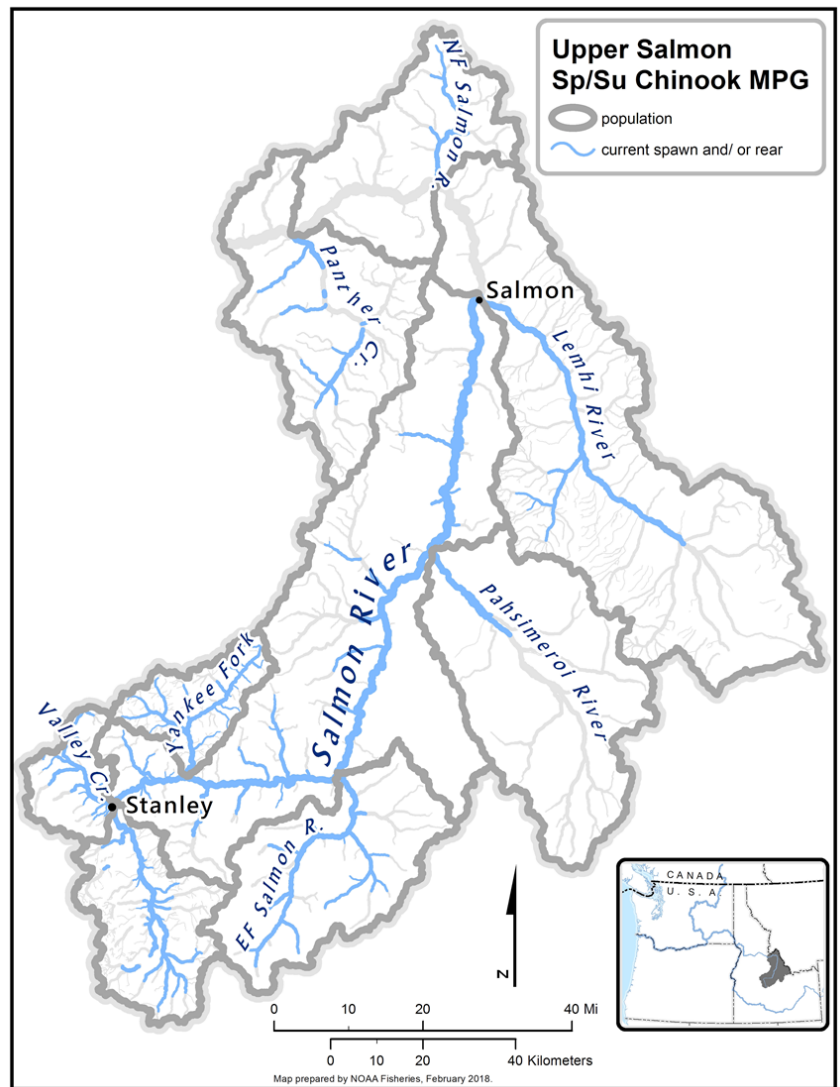 Upper Salmon
Sp/Su Chinook MPG
population
current spawn and/ or rear
NF Salmon R.
Panther Cr.
Salmon
Lemhi River
Salmon River
Pahsimeroi River
Yankee Fork
Valley Cr.
Stanley
EF Salmon R.
N
CANADA
U. S. A.
0 10 20 40 Mi
0 10 20 40 Kilometers
Map prepared by NOAA Fisheries, February 2018.